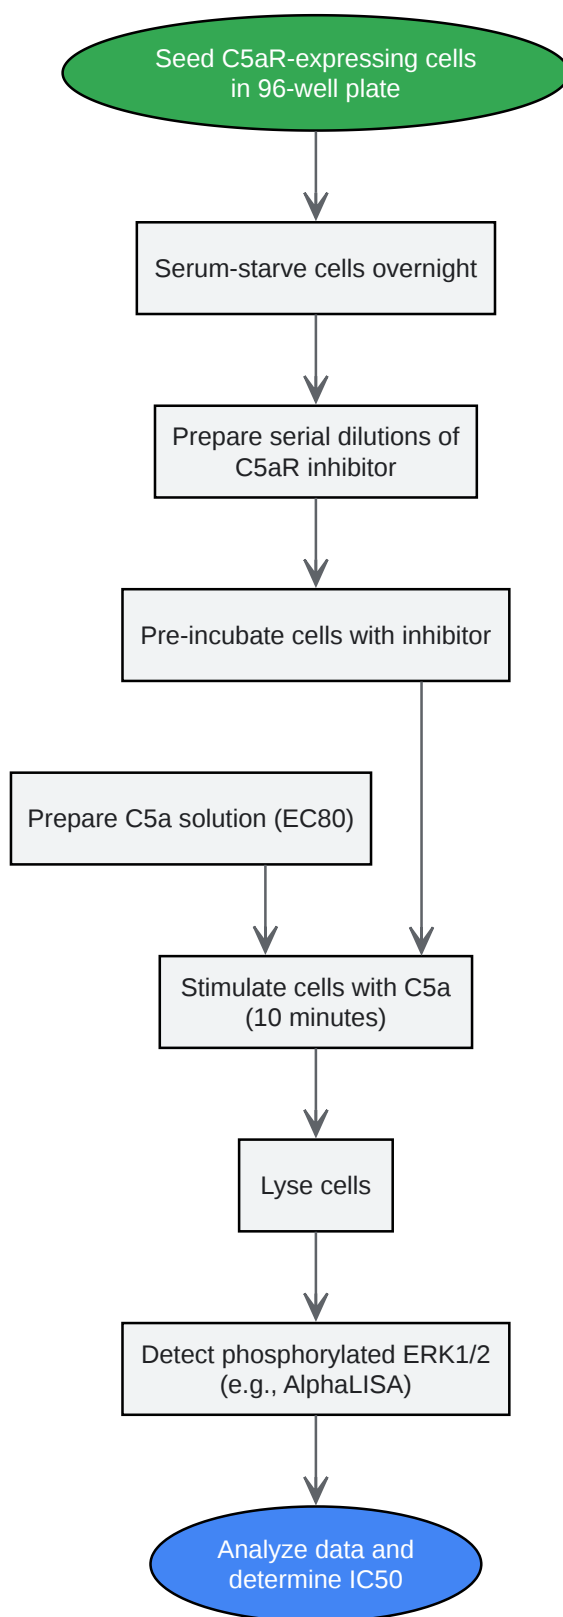 Seed C5aR-expressing cells
in 96-well plate
Serum-starve cells overnight
Prepare serial dilutions of
C5aR inhibitor
Pre-incubate cells with inhibitor
Prepare C5a solution (EC80)
Stimulate cells with C5a
(10 minutes)
Lyse cells
Detect phosphorylated ERK1/2
(e.g., AlphaLISA)
Analyze data and
determine IC50